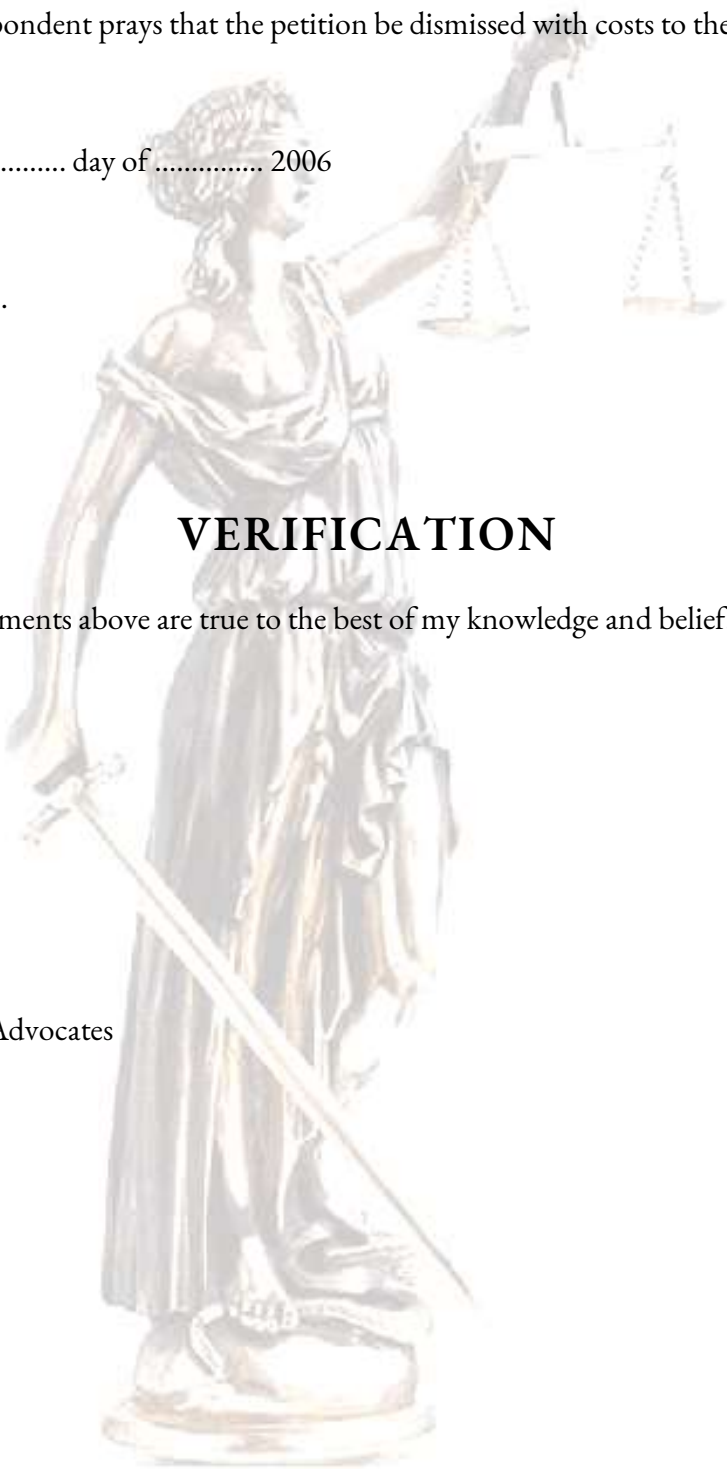 pondent prays that the petition be dismissed with costs to the
......... day of .............. 2006
.
VERIFICATION
ments above are true to the best of my knowledge and belief
Advocates